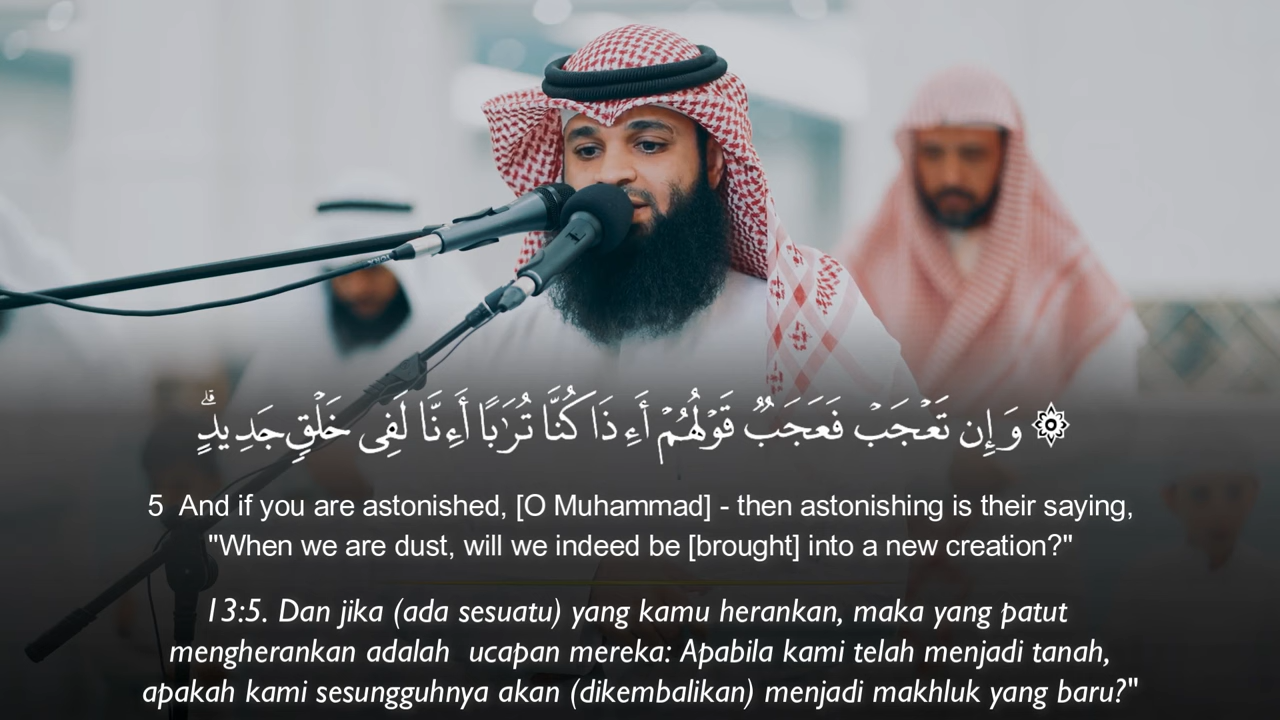 ۞ وَإِن تَعْجَبْ فَعَجَبٌ قَوْلُهُمْ أَءِذَا كُنَّا تُرَٰبًا أَءِنَّا لَفِى خَلْقٍ جَدِيدٍ ۗ
5 And if you are astonished, [O Muhammad] - then astonishing is their saying,
"When we are dust, will we indeed be [brought] into a new creation?"
13:5. Dan jika (ada sesuatu) yang kamu herankan, maka yang patut
mengherankan adalah ucapan mereka: Apabila kami telah menjadi tanah,
apakah kami sesungguhnya akan (dikembalikan) menjadi makhluk yang baru?"